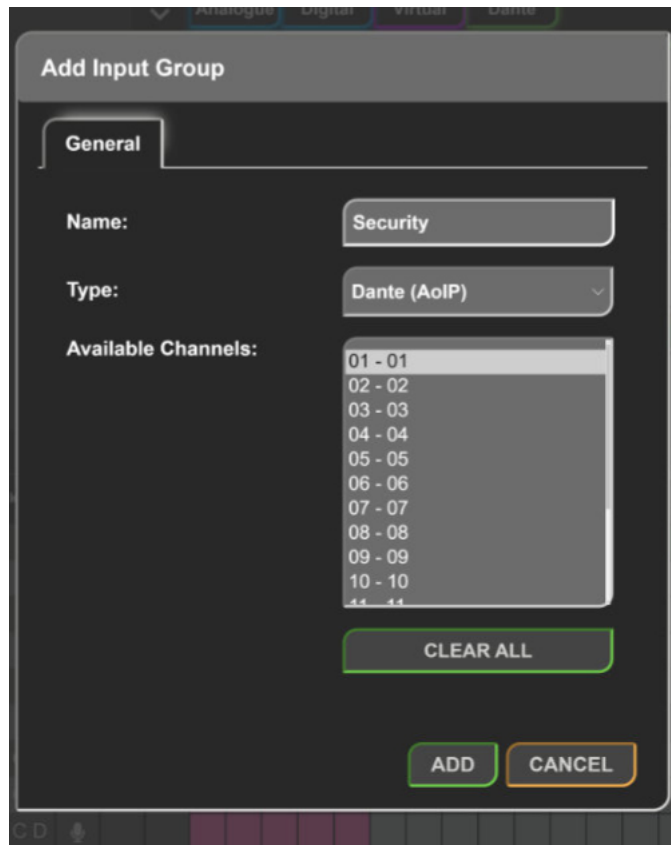 Analogue Digital Virtual Dante
Add Input Group
General
Name:
Security
Type:
Dante (AoIP)
Available Channels:
01 - 01
02 - 02
03 - 03
04 - 04
05 - 05
06 - 06
07 - 07
08 - 08
09 - 09
10 - 10
11 - 11
CLEAR ALL
ADD CANCEL
C D